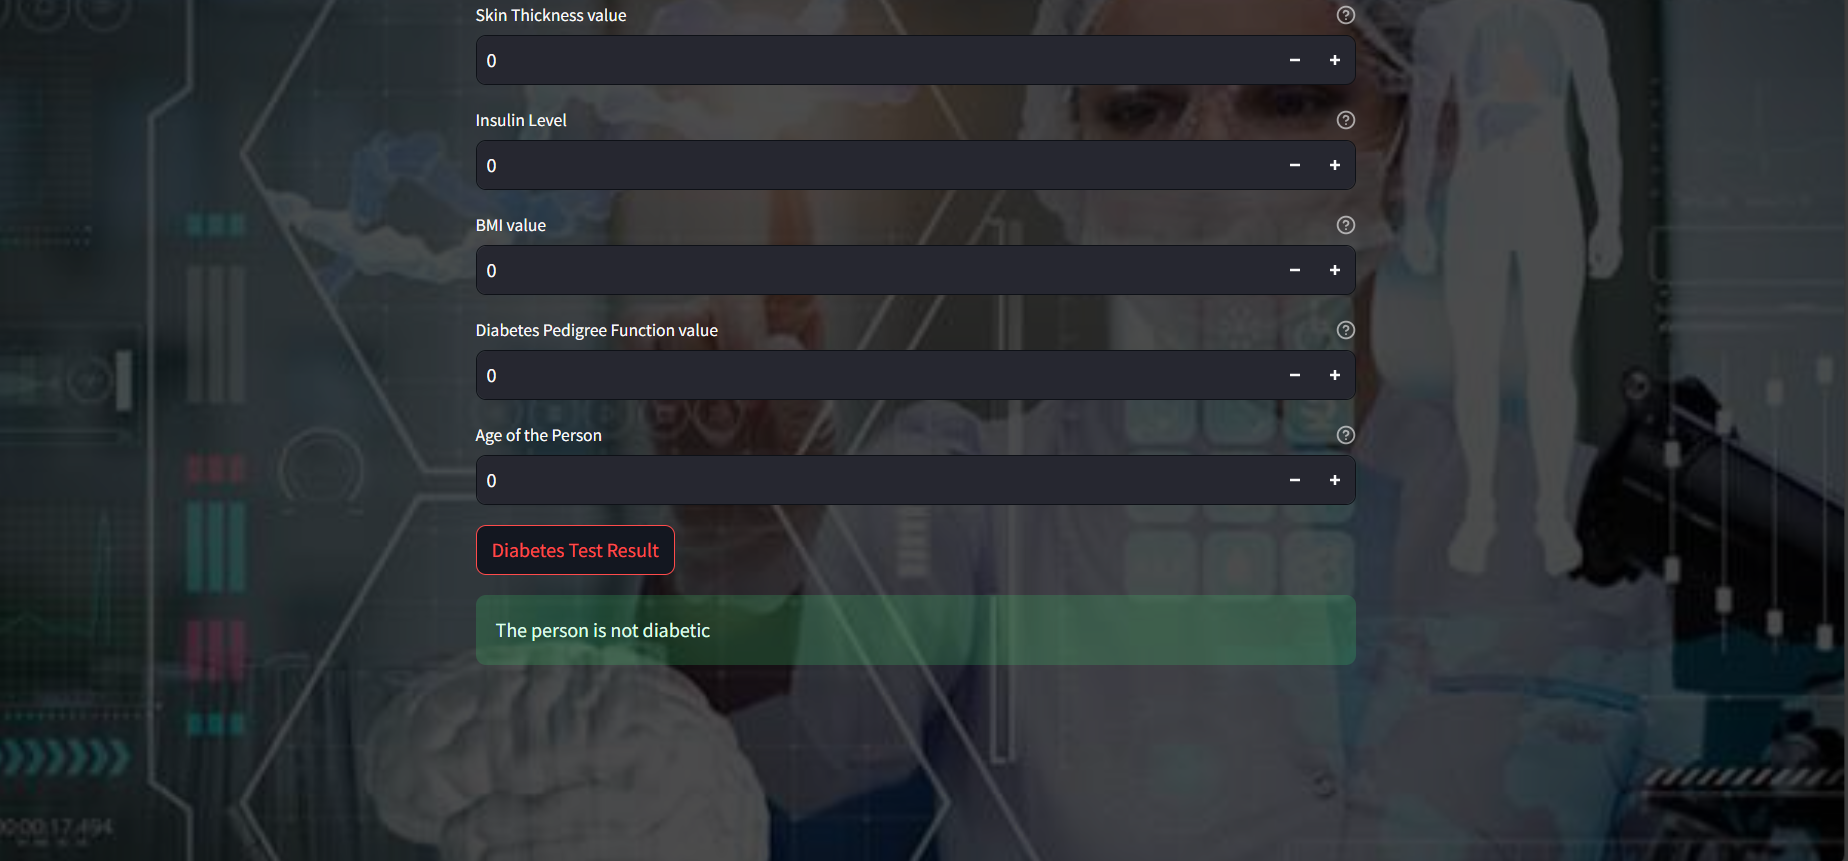 Skin Thickness value
0
Insulin Level
0
BMI value
0
Diabetes Pedigree Function value
0
Age of the Person
0
Diabetes Test Result
The person is not diabetic
00:00:17.494